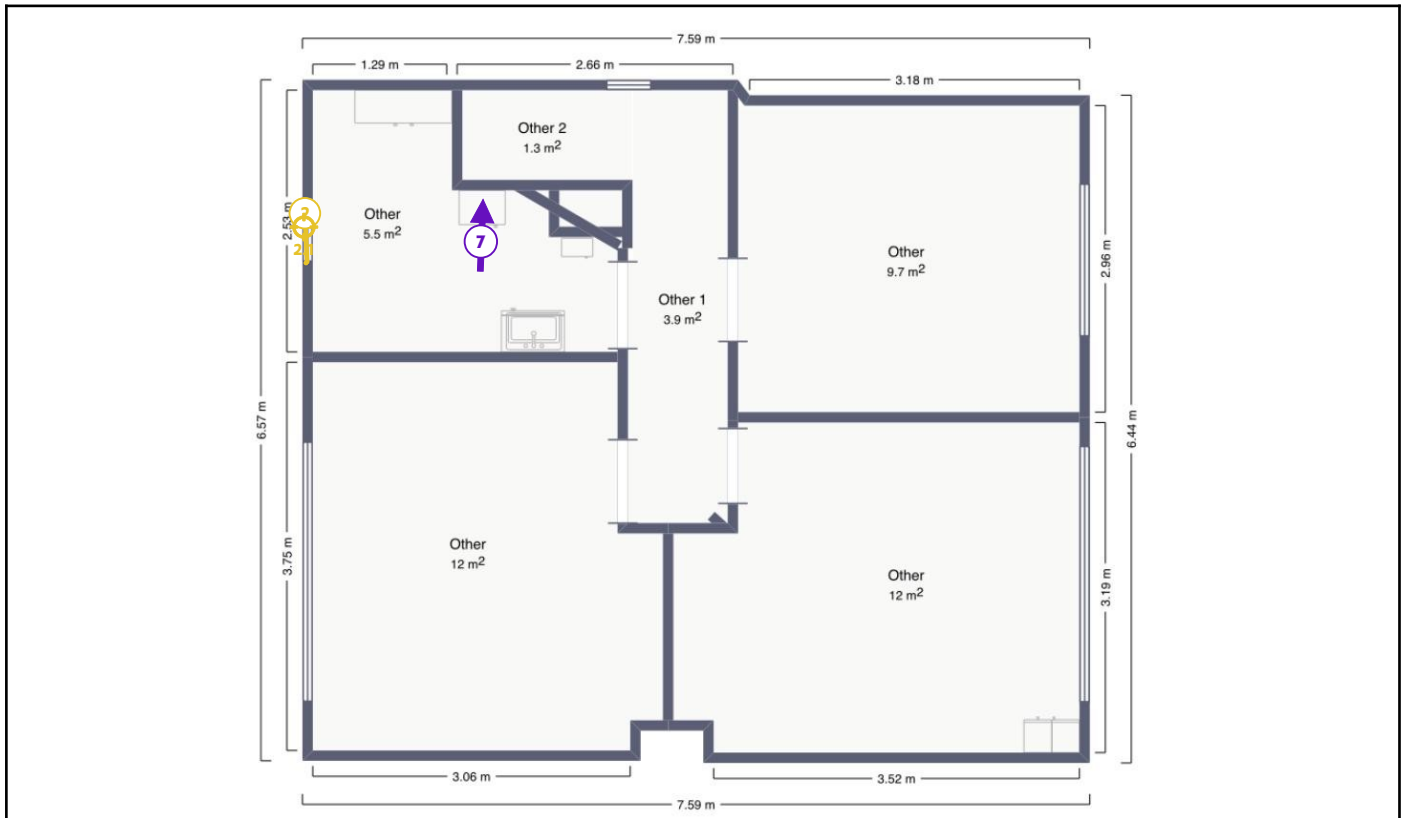 7.59 m
1.29 m
2.66 m
3.18 m
Other 2
1.3 m²
Other
5.5 m²
2.53 m
2
7
Other
9.7 m²
2.96 m
Other 1
3.9 m²
6.57 m
6.44 m
3.75 m
Other
12 m²
Other
12 m²
3.19 m
3.06 m
3.52 m
7.59 m